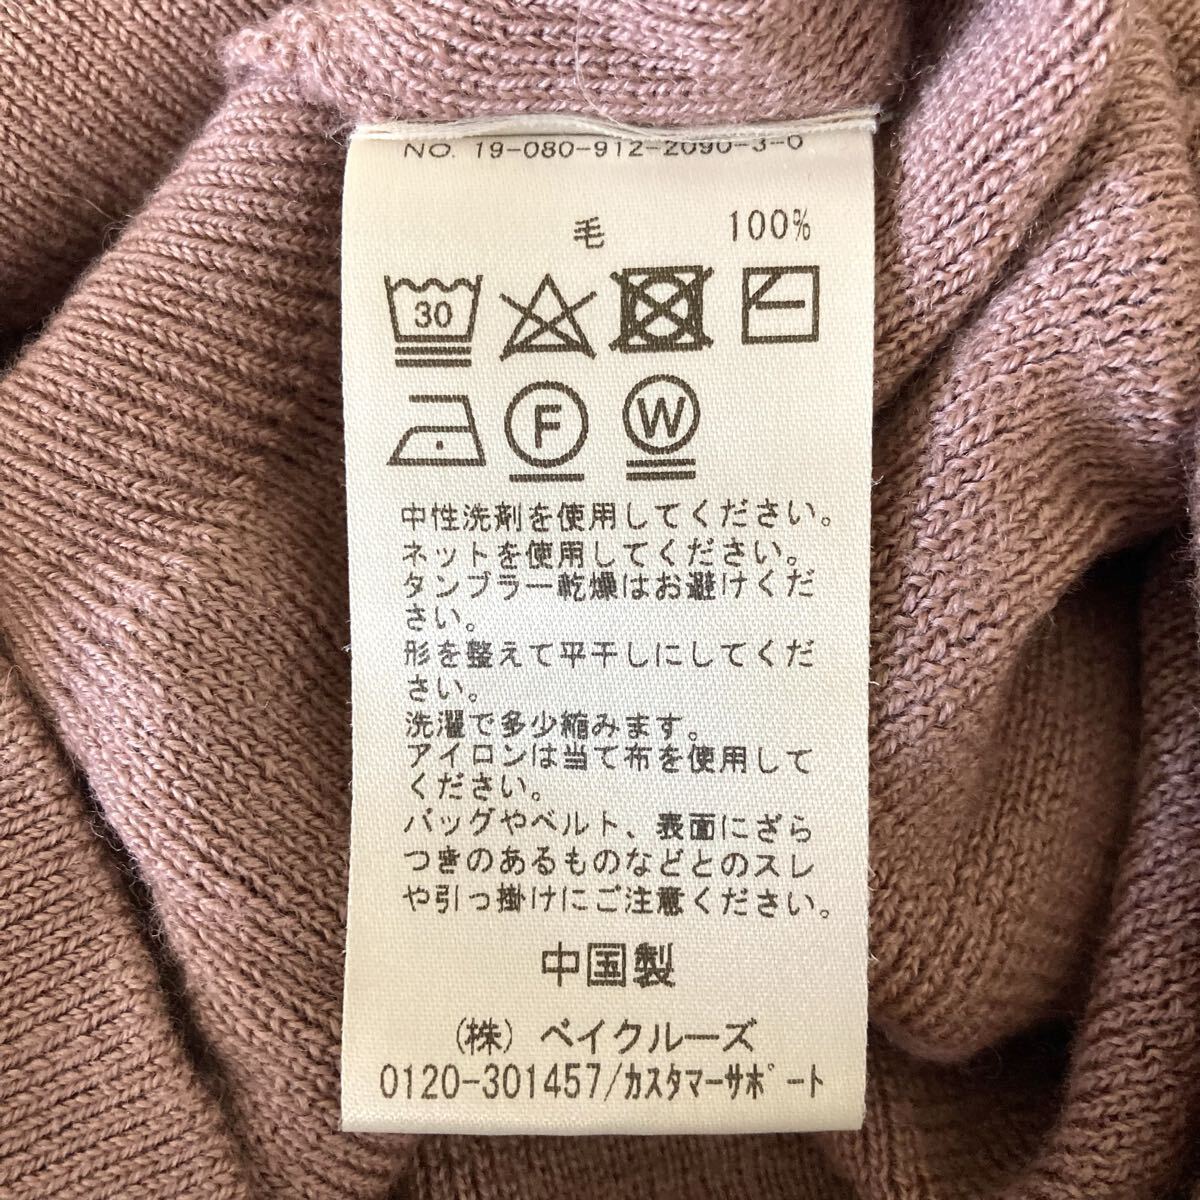 NO. 19-080-912-2090-3-0
毛 100%
30
F W
中性洗剤を使用してください。
ネットを使用してください。
タンブラー乾燥はお避けくだ
さい。
形を整えて平干しにしてくだ
さい。
洗濯で多少縮みます。
アイロンは当て布を使用して
ください。
バッグやベルト、表面にざら
つきのあるものなどとのスレ
や引っ掛けにご注意ください。
中国製
(株) ベイクルーズ
0120-301457/カスタマーサポート